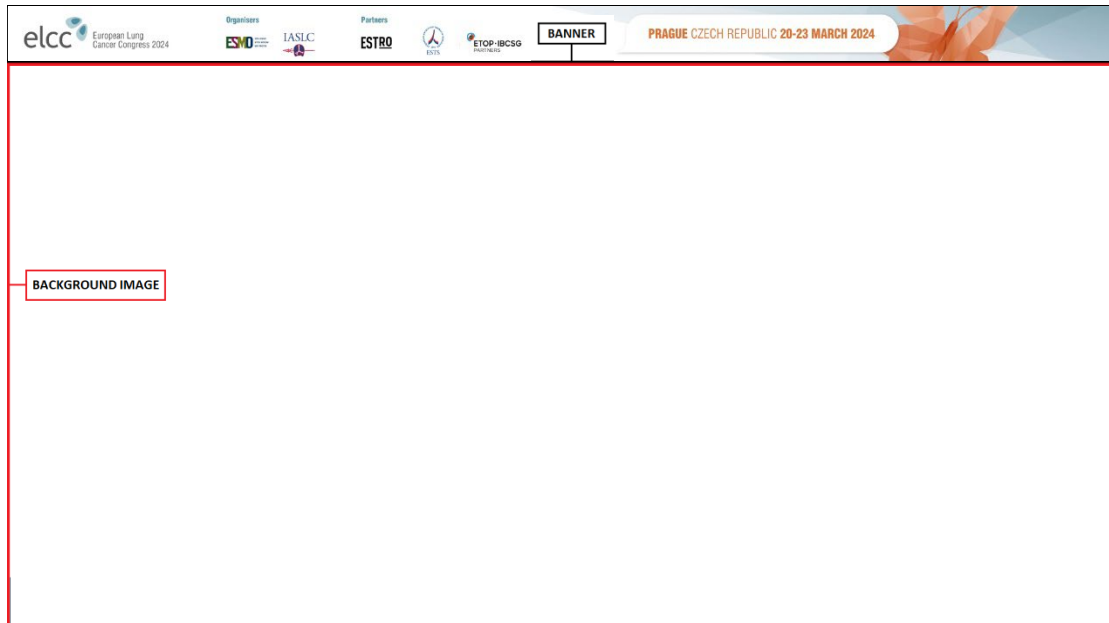 elcc
European Lung
Cancer Congress 2024
Organisers
ESMO
IASLC
Partners
ESTRO
ESTS
ETOP-IBCSG
PARTNERS
BANNER
PRAGUE CZECH REPUBLIC 20-23 MARCH 2024
BACKGROUND IMAGE